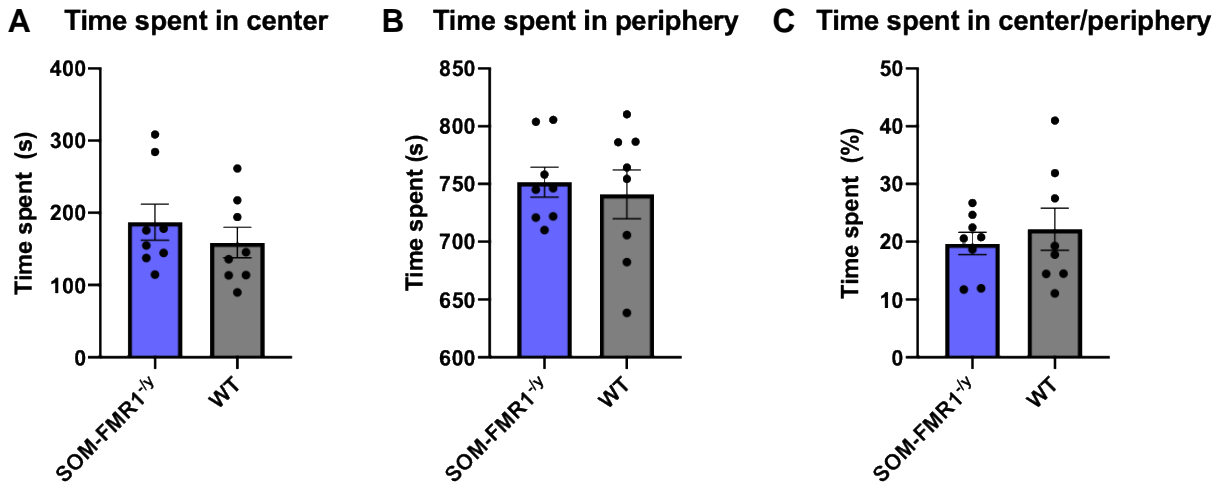 A Time spent in center
Time spent (s)
400
300
200
100
0
SOM-FMR1-/y
WT
B Time spent in periphery
Time spent (s)
850
800
750
700
650
600
SOM-FMR1-/y
WT
C Time spent in center/periphery
Time spent (%)
50
40
30
20
10
0
SOM-FMR1-/y
WT